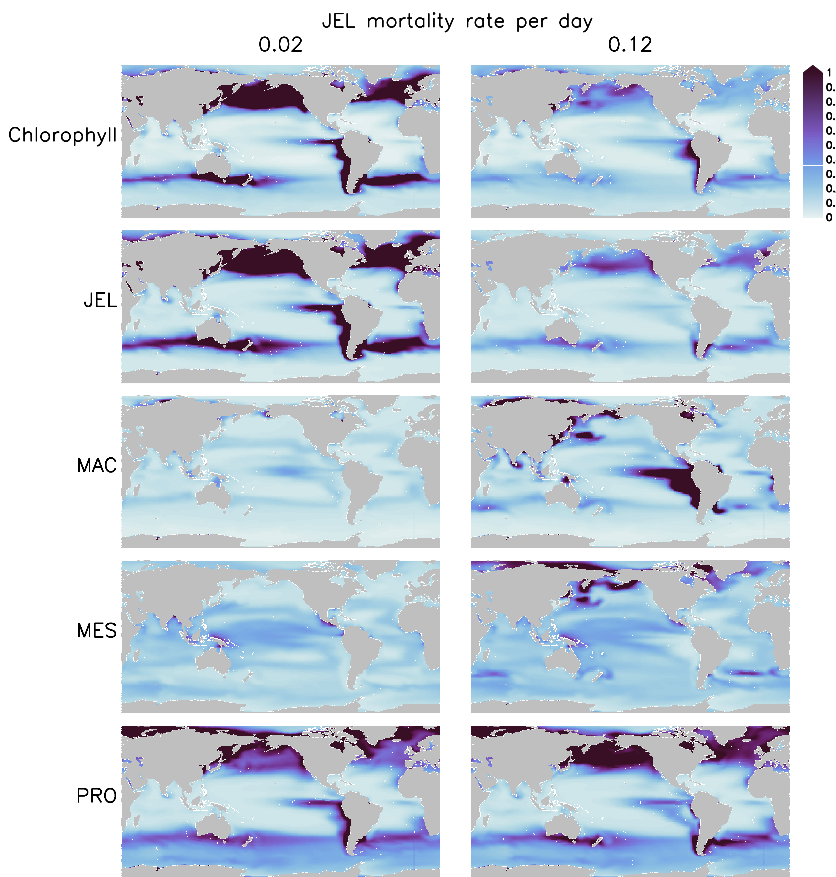 JEL mortality rate per day
0.02 0.12
Chlorophyll
1
0
JEL
MAC
MES
PRO